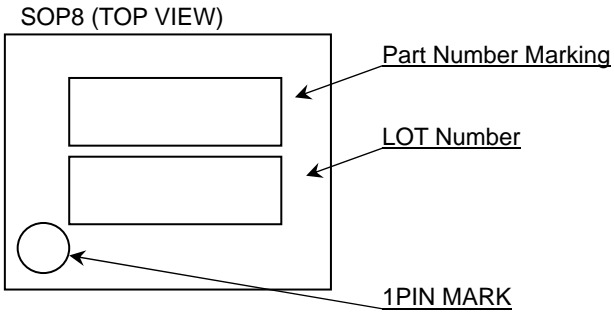 SOP8 (TOP VIEW)
Part Number Marking
LOT Number
1PIN MARK